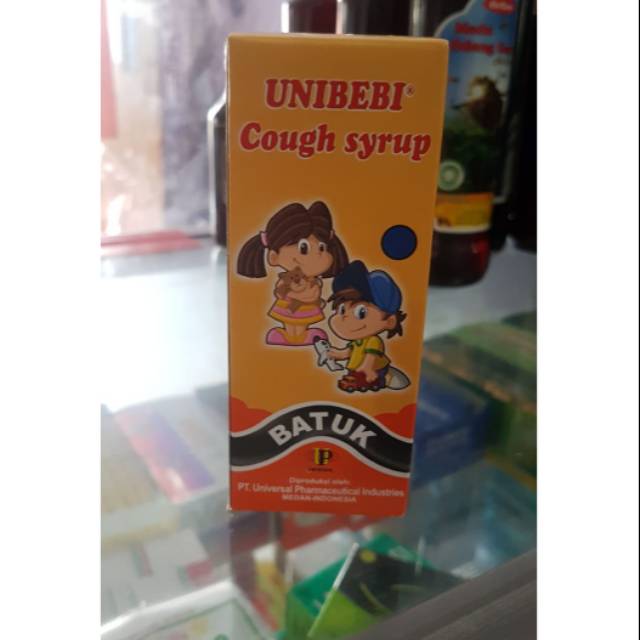 UNIBEBI®
Cough syrup
BATUK
Diproduksi oleh:
PT. Universal Pharmaceutical Industries
MEDAN-INDONESIA